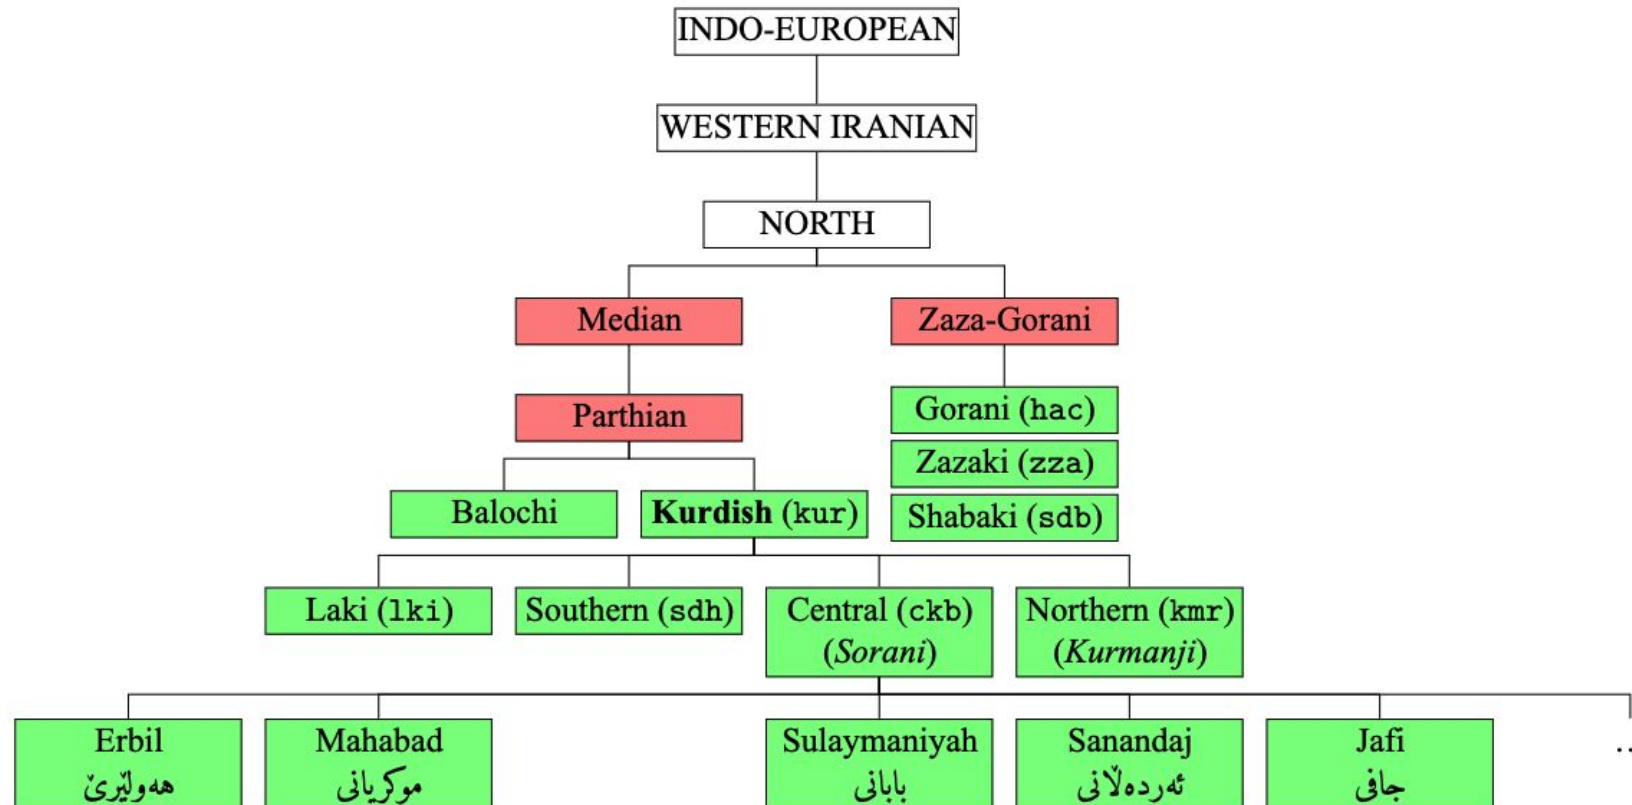 INDO-EUROPEAN
WESTERN IRANIAN
NORTH
Median
Zaza-Gorani
Parthian
Gorani (hac)
Zazaki (zza)
Shabaki (sdb)
Balochi
Kurdish (kur)
Laki (lki)
Southern (sdh)
Central (ckb)
(Sorani)
Northern (kmr)
(Kurmanji)
Erbil
هەولێرێ
Mahabad
موکریانی
Sulaymaniyah
بابانی
Sanandaj
ئەردەڵانی
Jafi
جافی
..